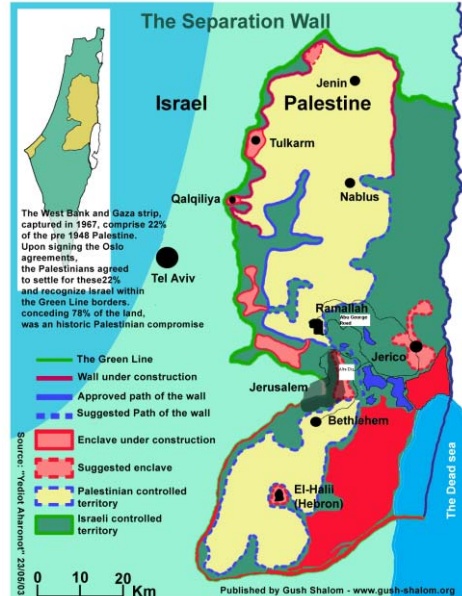 The Separation Wall
Israel
Palestine
Jenin
Tulkarm
Nablus
Qalqiliya
Tel Aviv
Ramallah
Abu George
Road
Jerico
Jerusalem
Bethlehem
El-Halil
(Hebron)
The Dead sea
The West Bank and Gaza strip,
captured in 1967, comprise 22%
of the pre 1948 Palestine.
Upon signing the Oslo
agreements,
the Palestinians agreed
to settle for these22%
and recognize Israel within
the Green Line borders.
conceding 78% of the land,
was an historic Palestinian compromise
The Green Line
Wall under construction
Approved path of the wall
Suggested Path of the wall
Enclave under construction
Suggested enclave
Palestinian controlled
territory
Israeli controlled
territory
Source: "Yediot Aharonot" 23/05/03
0 10 20
Km
Published by Gush Shalom - www.gush-shalom.org